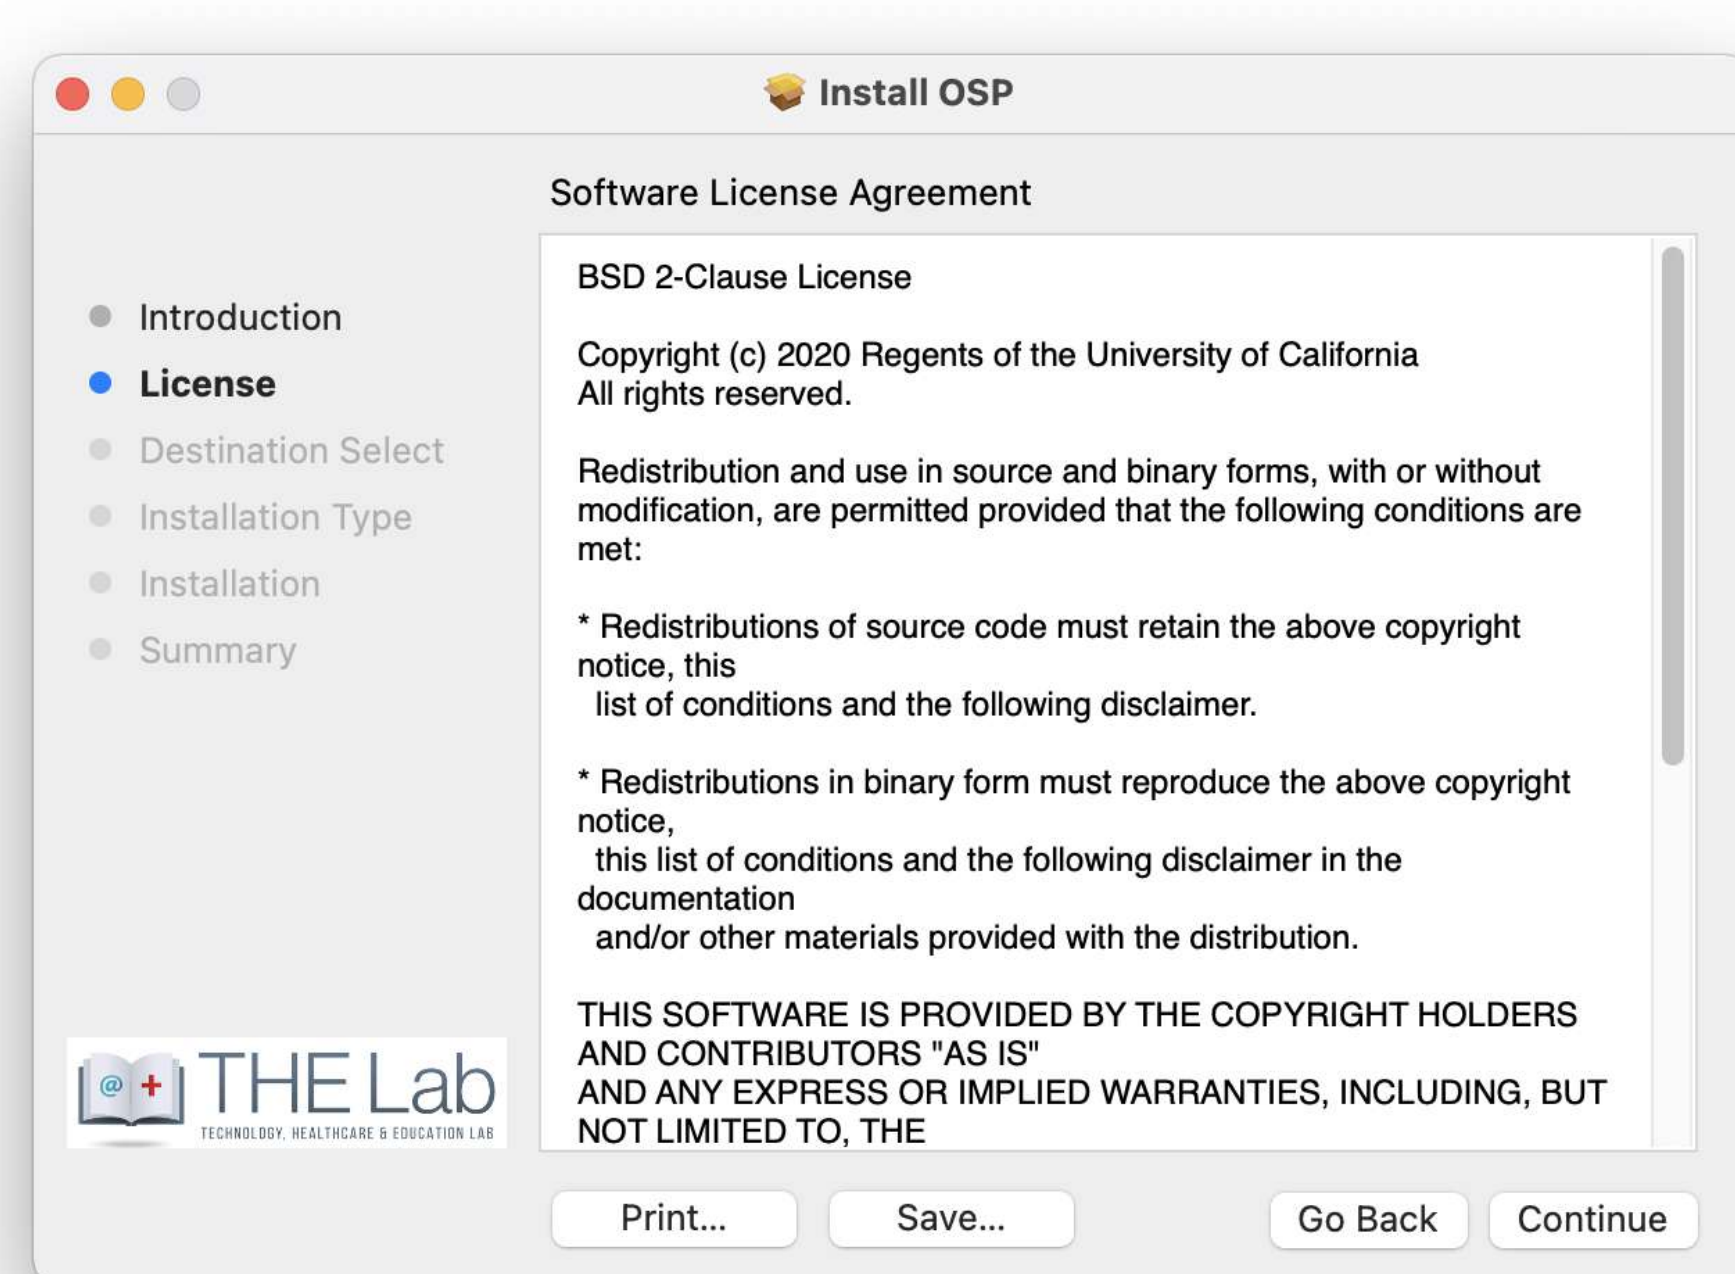 Install OSP
Software License Agreement
Introduction
License
Destination Select
Installation Type
Installation
Summary
BSD 2-Clause License
Copyright (c) 2020 Regents of the University of California
All rights reserved.
Redistribution and use in source and binary forms, with or without
modification, are permitted provided that the following conditions are
met:
* Redistributions of source code must retain the above copyright
notice, this
list of conditions and the following disclaimer.
* Redistributions in binary form must reproduce the above copyright
notice,
this list of conditions and the following disclaimer in the
documentation
and/or other materials provided with the distribution.
THIS SOFTWARE IS PROVIDED BY THE COPYRIGHT HOLDERS
AND CONTRIBUTORS "AS IS"
AND ANY EXPRESS OR IMPLIED WARRANTIES, INCLUDING, BUT
NOT LIMITED TO, THE
@ +
THE Lab
TECHNOLOGY, HEALTHCARE & EDUCATION LAB
Print...
Save...
Go Back
Continue